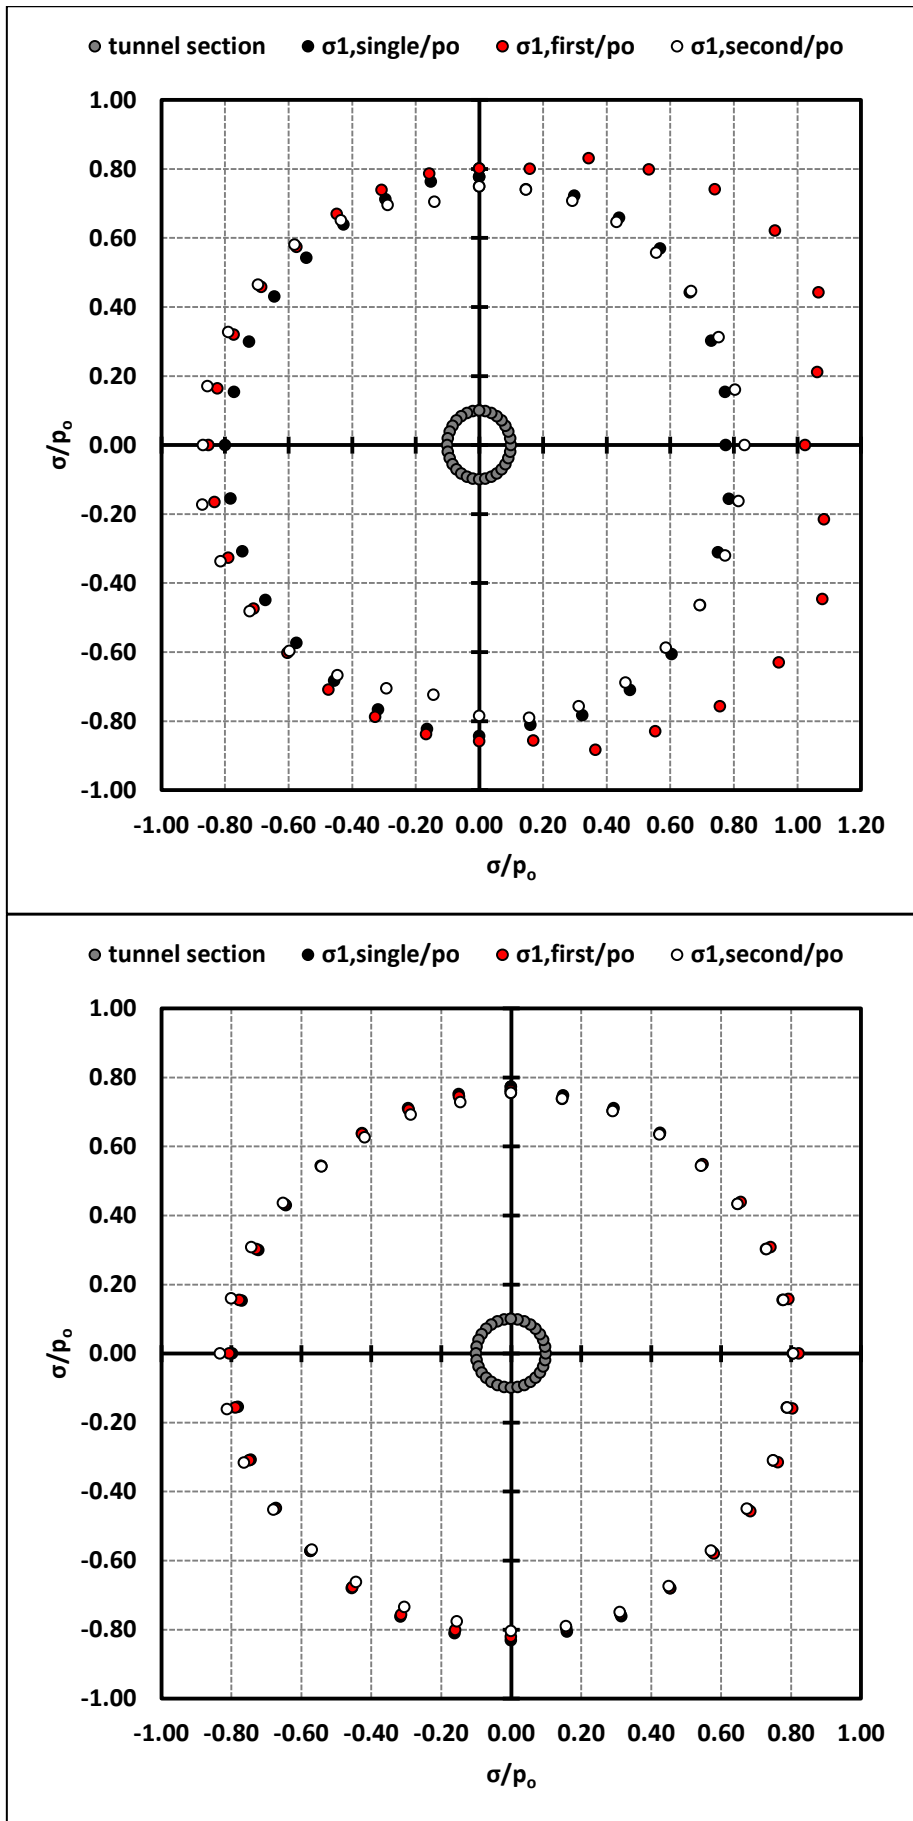 tunnel section σ1,single/po σ1,first/po σ1,second/po
1.00
0.80
0.60
0.40
0.20
0.00
-0.20
-0.40
-0.60
-0.80
-1.00
σ/po
-1.00 -0.80 -0.60 -0.40 -0.20 0.00 0.20 0.40 0.60 0.80 1.00 1.20
σ/po
tunnel section σ1,single/po σ1,first/po σ1,second/po
1.00
0.80
0.60
0.40
0.20
0.00
-0.20
-0.40
-0.60
-0.80
-1.00
σ/po
-1.00 -0.80 -0.60 -0.40 -0.20 0.00 0.20 0.40 0.60 0.80 1.00
σ/po